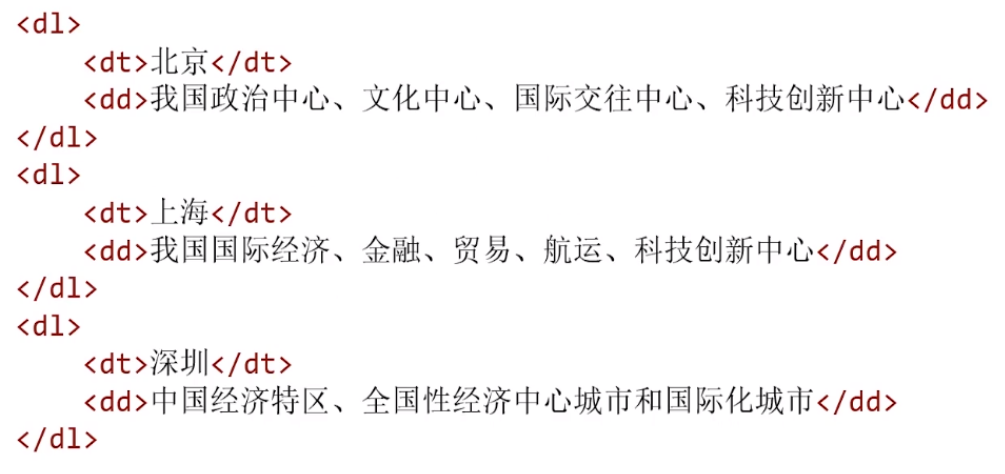 <dl>
<dt>北京</dt>
<dd>我国政治中心、文化中心、国际交往中心、科技创新中心</dd>
</dl>
<dl>
<dt>上海</dt>
<dd>我国国际经济、金融、贸易、航运、科技创新中心</dd>
</dl>
<dl>
<dt>深圳</dt>
<dd>中国经济特区、全国性经济中心城市和国际化城市</dd>
</dl>